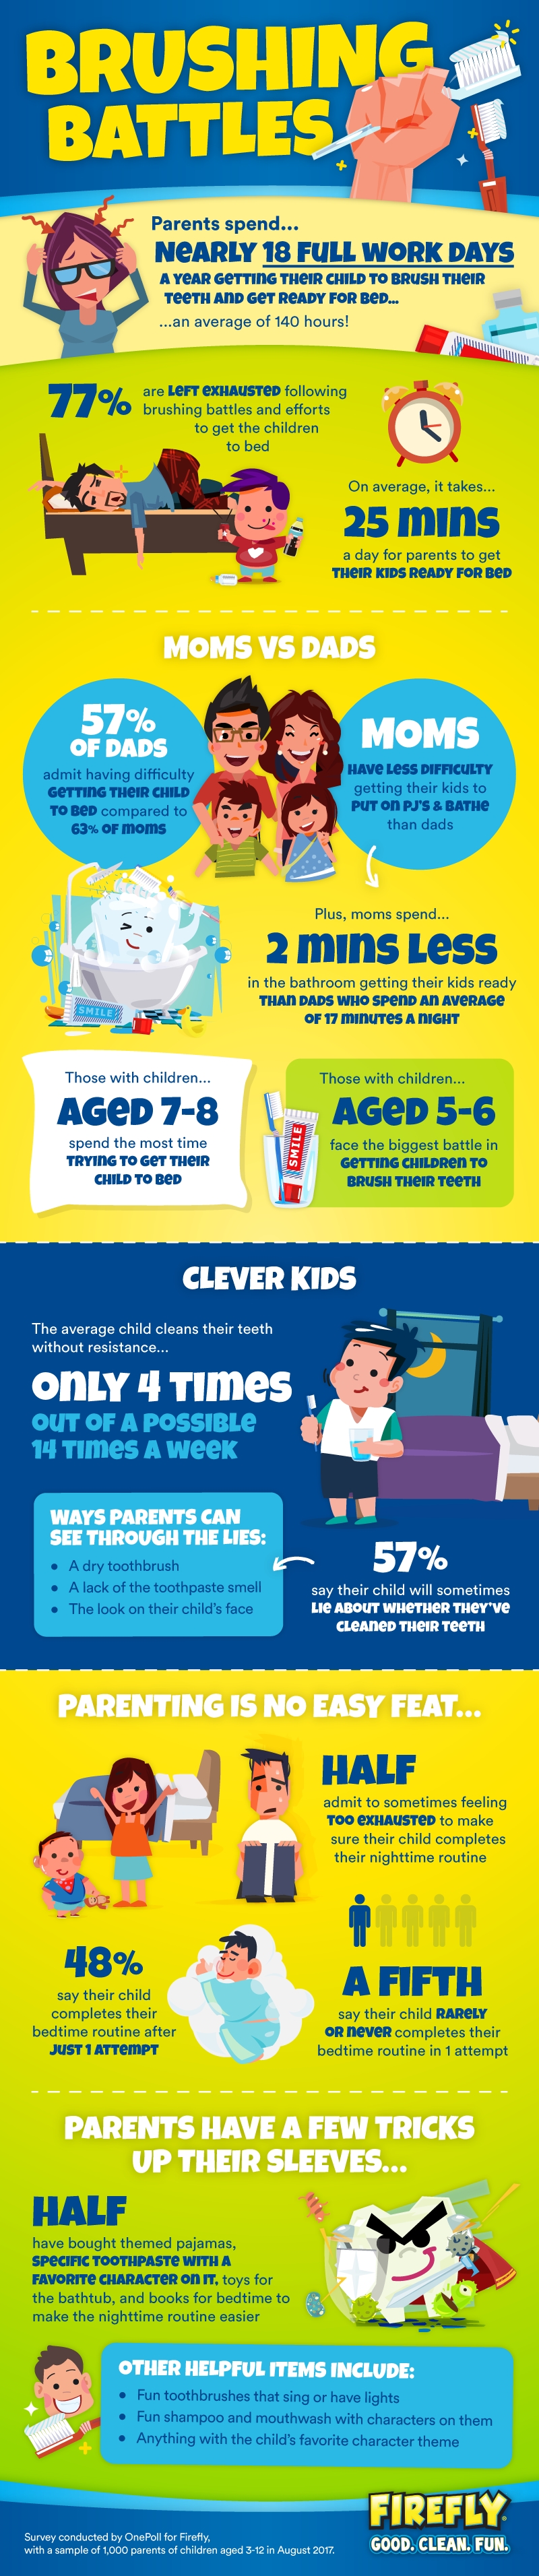 BRUSHING
BATTLES
Parents spend...
NEARLY 18 FULL WORK DAYS
A YEAR GETTING THEIR CHILD TO BRUSH THEIR
TEETH AND GET READY FOR BED...
...an average of 140 hours!
77%
are LEFT EXHAUSTED following
brushing battles and efforts
to get the children
to bed
On average, it takes...
25 mins
a day for parents to get
THEIR KIDS READY FOR BED
MOMS VS DADS
57%
OF DADS
admit having difficulty
GETTING THEIR CHILD
TO BED compared to
63% OF MOMS
MOMS
HAVE LESS DIFFICULTY
getting their kids to
PUT ON PJ'S & BATHE
than dads
Plus, moms spend...
2 mins Less
in the bathroom getting their kids ready
THAN DADS WHO SPEND AN AVERAGE
OF 17 MINUTES A NIGHT
SMILE
Those with children...
AGED 7-8
spend the most time
TRYING TO GET THEIR
CHILD TO BED
SMILE
Those with children...
AGED 5-6
face the biggest battle in
GETTING CHILDREN TO
BRUSH THEIR TEETH
CLEVER KIDS
The average child cleans their teeth
without resistance...
ONLY 4 TIMES
OUT OF A POSSIBLE
14 TIMES A WEEK
WAYS PARENTS CAN
SEE THROUGH THE LIES:
• A dry toothbrush
• A lack of the toothpaste smell
• The look on their child's face
57%
say their child will sometimes
LIE ABOUT WHETHER THEY'VE
CLEANED THEIR TEETH
PARENTING IS NO EASY FEAT...
HALF
admit to sometimes feeling
TOO EXHAUSTED to make
sure their child completes
their nighttime routine
48%
say their child
completes their
bedtime routine after
JUST 1 ATTEMPT
A FIFTH
say their child RARELY
OR NEVER completes their
bedtime routine in 1 attempt
PARENTS HAVE A FEW TRICKS
UP THEIR SLEEVES...
HALF
have bought themed pajamas,
SPECIFIC TOOTHPASTE WITH A
FAVORITE CHARACTER ON IT, toys for
the bathtub, and books for bedtime to
make the nighttime routine easier
OTHER HELPFUL ITEMS INCLUDE:
• Fun toothbrushes that sing or have lights
• Fun shampoo and mouthwash with characters on them
• Anything with the child's favorite character theme
Survey conducted by OnePoll for Firefly,
with a sample of 1,000 parents of children aged 3-12 in August 2017.
FIREFLY
GOOD. CLEAN. FUN.